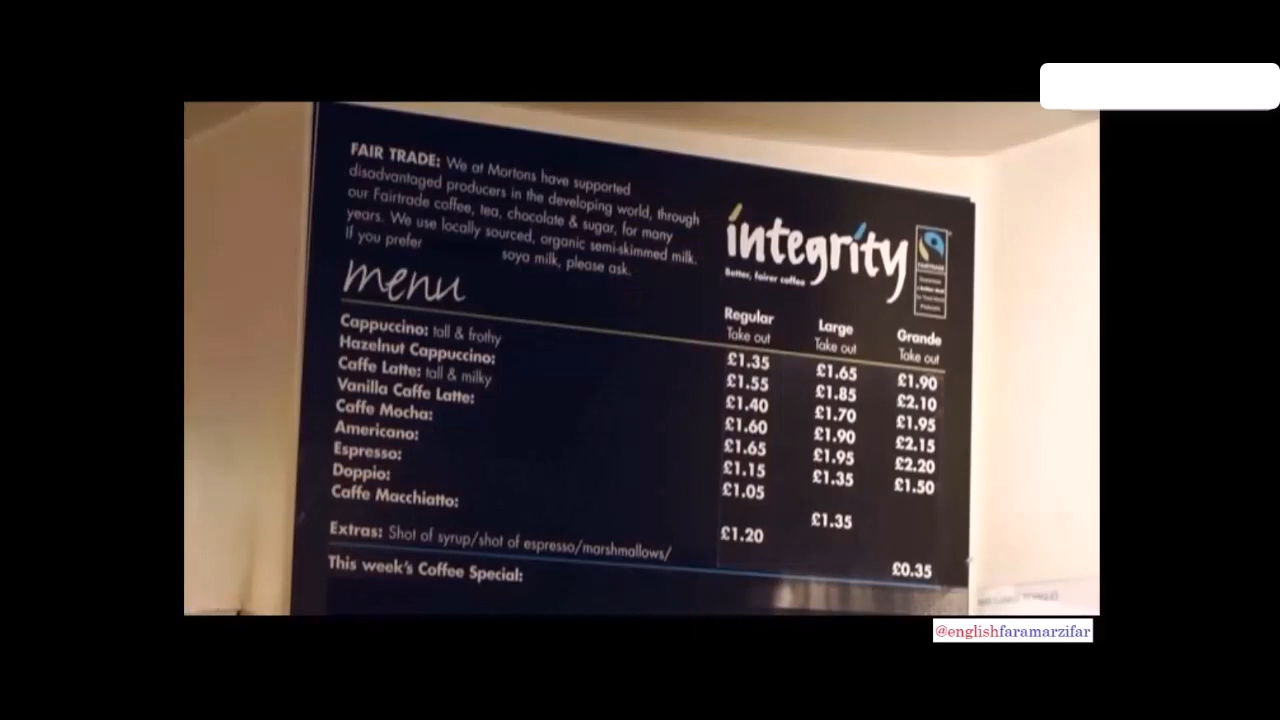 FAIR TRADE: We at Mortons have supported
disadvantaged producers in the developing world, through
our Fairtrade coffee, tea, chocolate & sugar, for many
years. We use locally sourced, organic semi-skimmed milk.
If you prefer soya milk, please ask.
integrity
Better, fairer coffee
FAIRTRADE
menu
Regular Large Grande
Take out Take out Take out
Cappuccino: tall & frothy £1.35 £1.65 £1.90
Hazelnut Cappuccino: £1.55 £1.85 £2.10
Caffe Latte: tall & milky £1.40 £1.70 £1.95
Vanilla Caffe Latte: £1.60 £1.90 £2.15
Caffe Mocha: £1.65 £1.95 £2.20
Americano: £1.15 £1.35 £1.50
Espresso: £1.05
Doppio: £1.35
Caffe Macchiatto: £1.20
Extras: Shot of syrup/shot of espresso/marshmallows/ £0.35
This week's Coffee Special:
@englishfaramarzifar